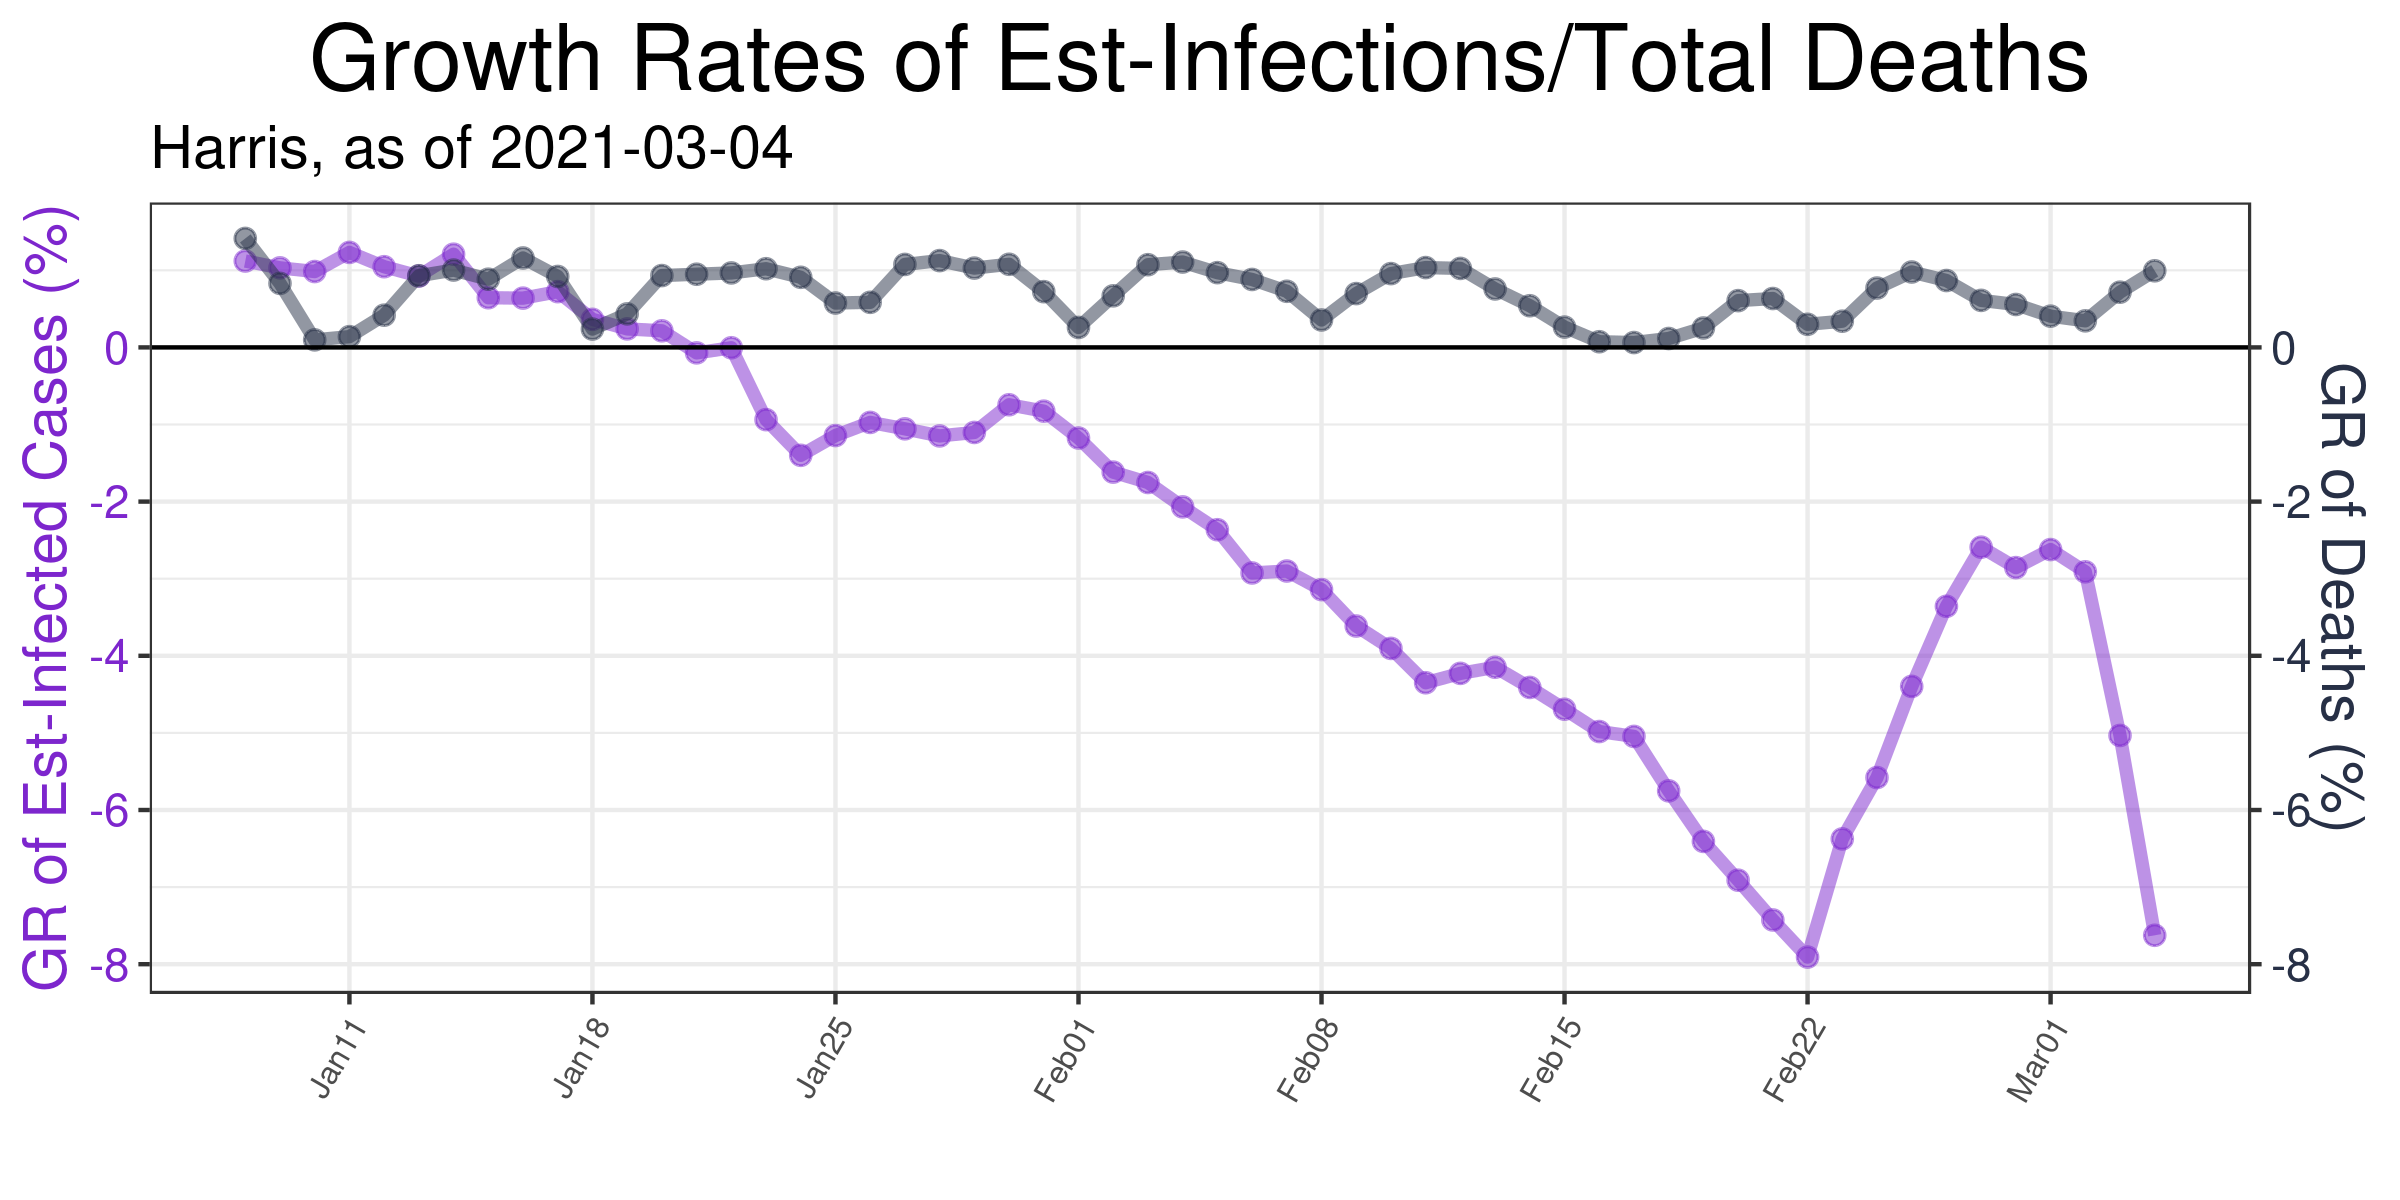 Growth Rates of Est-Infections/Total Deaths
Harris, as of 2021-03-04
GR of Est-Infected Cases (%)
0
-2
-4
-6
-8
0
-2
-4
-6
-8
GR of Deaths (%)
Jan11
Jan18
Jan25
Feb01
Feb08
Feb15
Feb22
Mar01